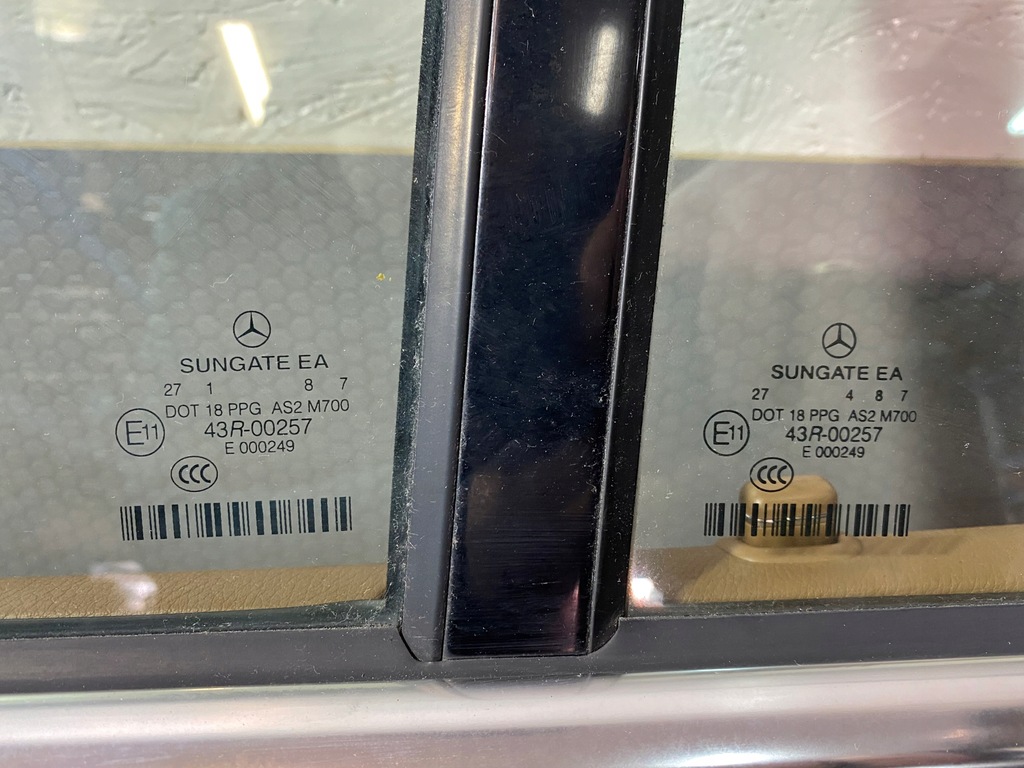 SUNGATE EA
27 1 8 7
DOT 18 PPG AS2 M700
E11
43R-00257
E 000249
CCC
SUNGATE EA
27 4 8 7
DOT 18 PPG AS2 M700
E11
43R-00257
E 000249
CCC